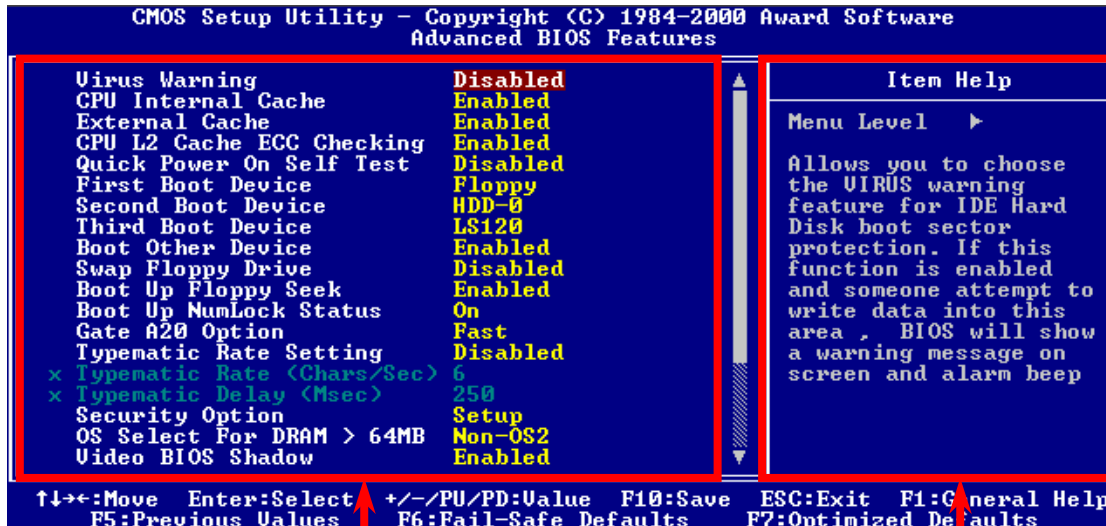 CMOS Setup Utility – Copyright (C) 1984–2000 Award Software
Advanced BIOS Features
Virus Warning Disabled
CPU Internal Cache Enabled
External Cache Enabled
CPU L2 Cache ECC Checking Enabled
Quick Power On Self Test Disabled
First Boot Device Floppy
Second Boot Device HDD-0
Third Boot Device LS120
Boot Other Device Enabled
Swap Floppy Drive Disabled
Boot Up Floppy Seek Enabled
Boot Up NumLock Status On
Gate A20 Option Fast
Typematic Rate Setting Disabled
x Typematic Rate (Chars/Sec) 6
x Typematic Delay (Msec) 250
Security Option Setup
OS Select For DRAM > 64MB Non-OS2
Video BIOS Shadow Enabled
Item Help
Menu Level ►
Allows you to choose
the VIRUS warning
feature for IDE Hard
Disk boot sector
protection. If this
function is enabled
and someone attempt to
write data into this
area , BIOS will show
a warning message on
screen and alarm beep
↑↓→←:Move Enter:Select +/-/PU/PD:Value F10:Save ESC:Exit F1:General Help
F5:Previous Values F6:Fail-Safe Defaults F7:Optimized Defaults